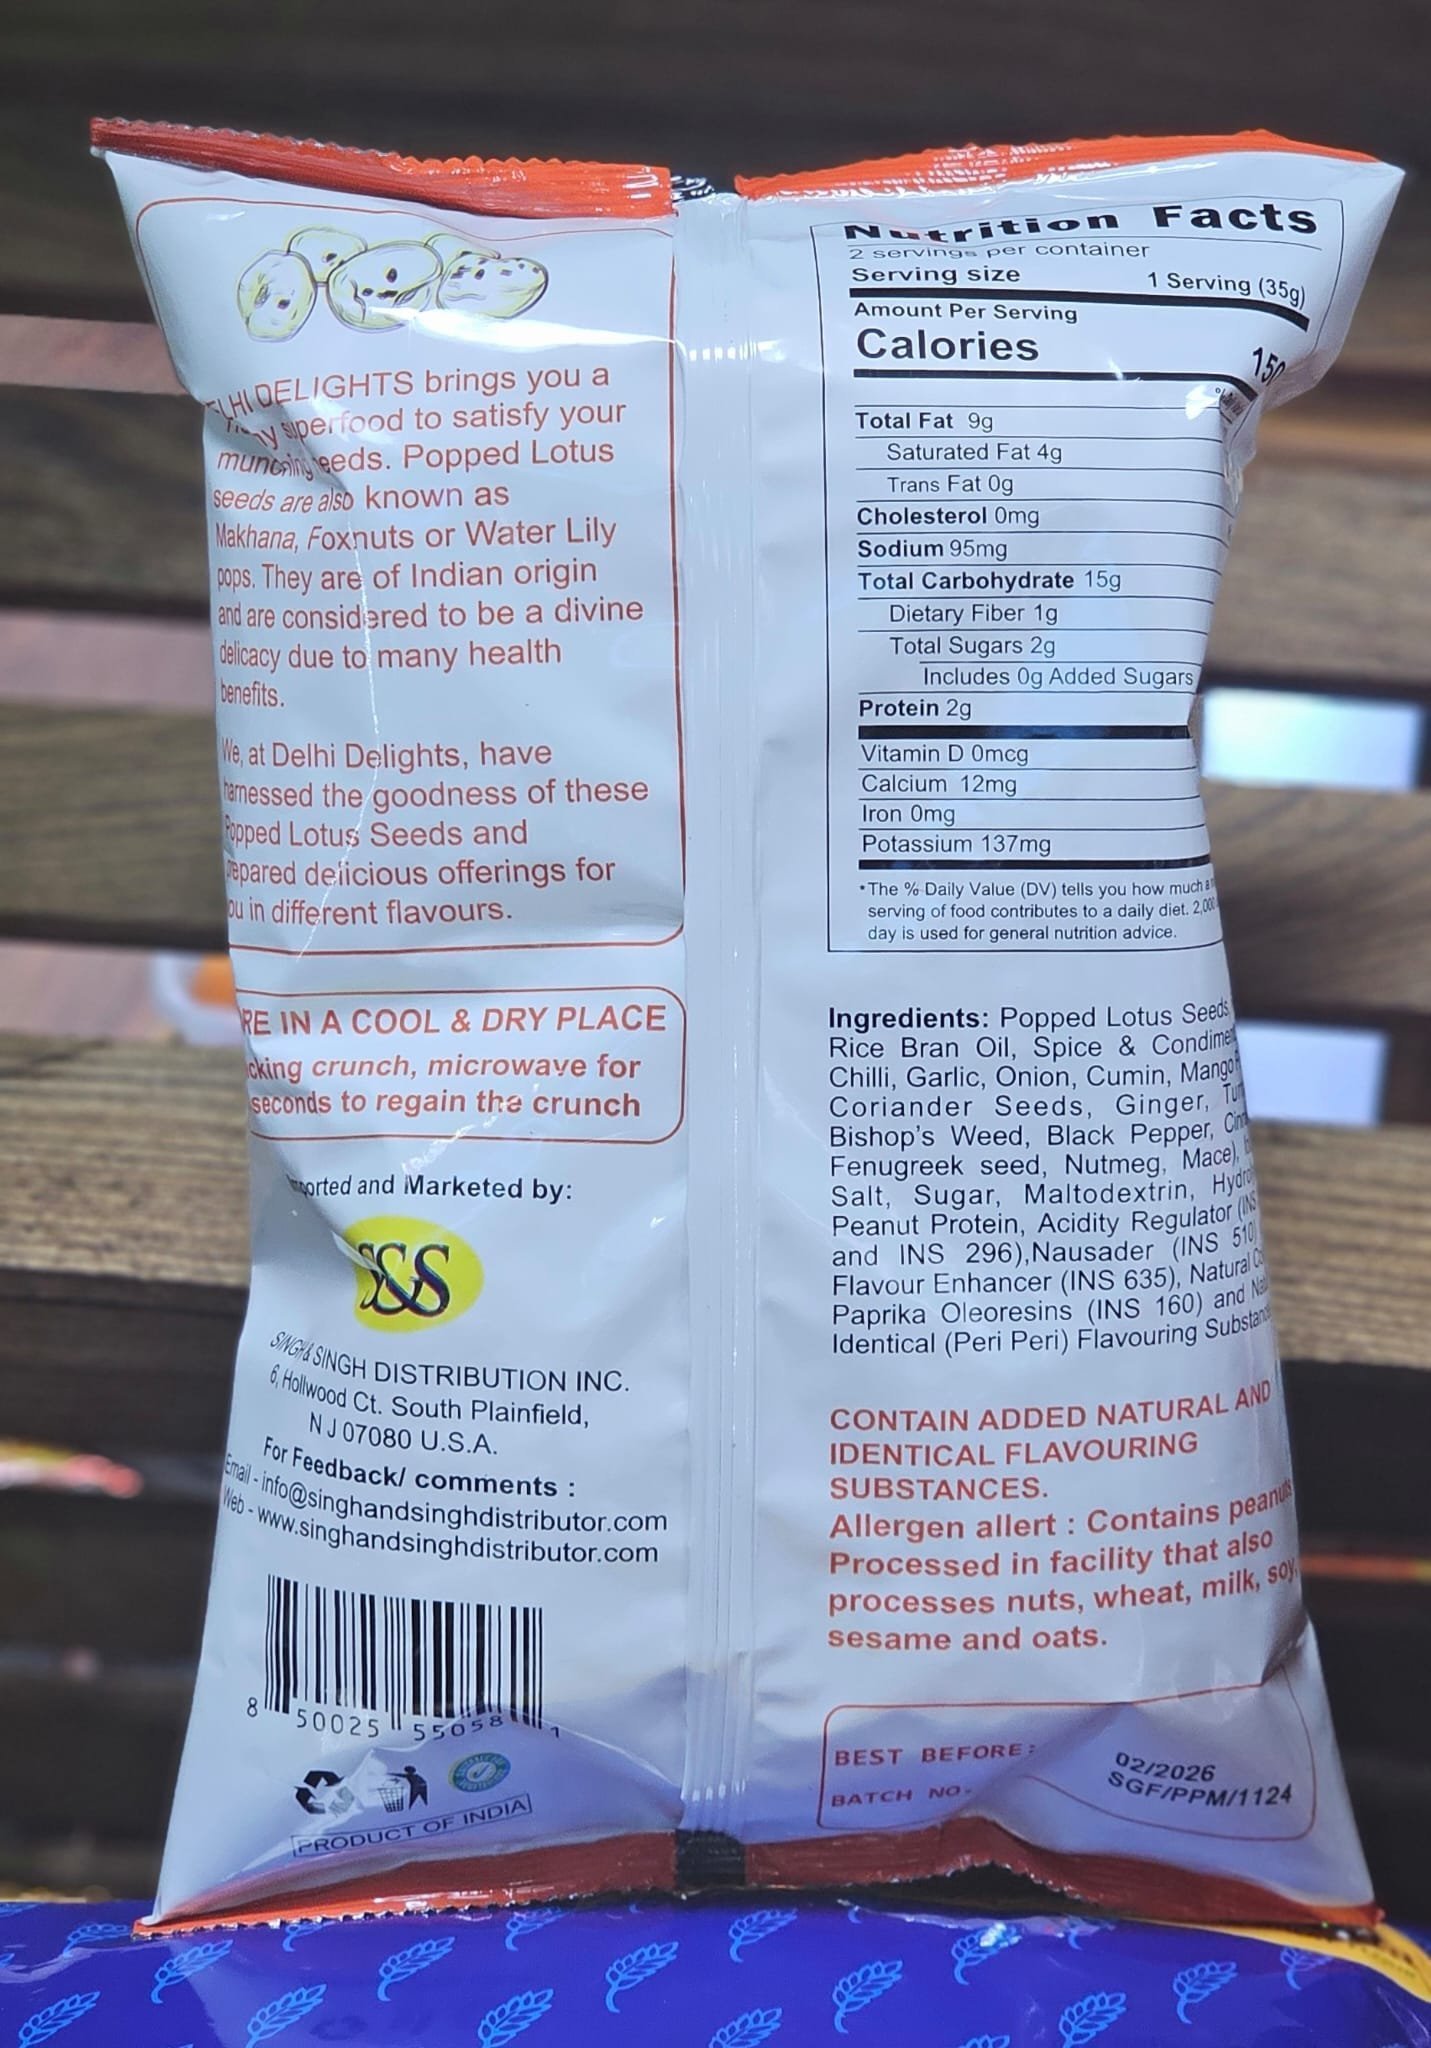 DELIGHTS brings you a
superfood to satisfy your
munching needs. Popped Lotus
seeds are also known as
Makhana, Foxnuts or Water Lily
pops. They are of Indian origin
and are considered to be a divine
delicacy due to many health
benefits.
We, at Delhi Delights, have
harnessed the goodness of these
Popped Lotus Seeds and
prepared delicious offerings for
you in different flavours.
IN A COOL & DRY PLACE
crunch, microwave for
seconds to regain the crunch
and Marketed by:
S&S
SINGH & SINGH DISTRIBUTION INC.
6, Hollwood Ct. South Plainfield,
N J 07080 U.S.A.
For Feedback/ comments :
Email - info@singhandsinghdistributor.com
Web - www.singhandsinghdistributor.com
8 50025 55058 1
PRODUCT OF INDIA
Nutrition Facts
2 servings per container
Serving size 1 Serving (35g)
Amount Per Serving
Calories 150
Total Fat 9g
Saturated Fat 4g
Trans Fat 0g
Cholesterol 0mg
Sodium 95mg
Total Carbohydrate 15g
Dietary Fiber 1g
Total Sugars 2g
Includes 0g Added Sugars
Protein 2g
Vitamin D 0mcg
Calcium 12mg
Iron 0mg
Potassium 137mg
*The % Daily Value (DV) tells you how much a
serving of food contributes to a daily diet. 2,000
day is used for general nutrition advice.
Ingredients: Popped Lotus Seeds,
Rice Bran Oil, Spice &
Chilli, Garlic, Onion, Cumin, Mango
Coriander Seeds, Ginger,
Bishop's Weed, Black Pepper,
Fenugreek seed, Nutmeg, Mace),
Salt, Sugar, Maltodextrin,
Peanut Protein, Acidity Regulator (INS
and INS 296),Nausader (INS 510)
Flavour Enhancer (INS 635), Natural
Paprika Oleoresins (INS 160) and
Identical (Peri Peri) Flavouring
CONTAIN ADDED NATURAL AND
IDENTICAL FLAVOURING
SUBSTANCES.
Allergen allert : Contains peanuts
Processed in facility that also
processes nuts, wheat, milk, soy,
sesame and oats.
BEST BEFORE: 02/2026
BATCH NO. SGF/PPM/1124